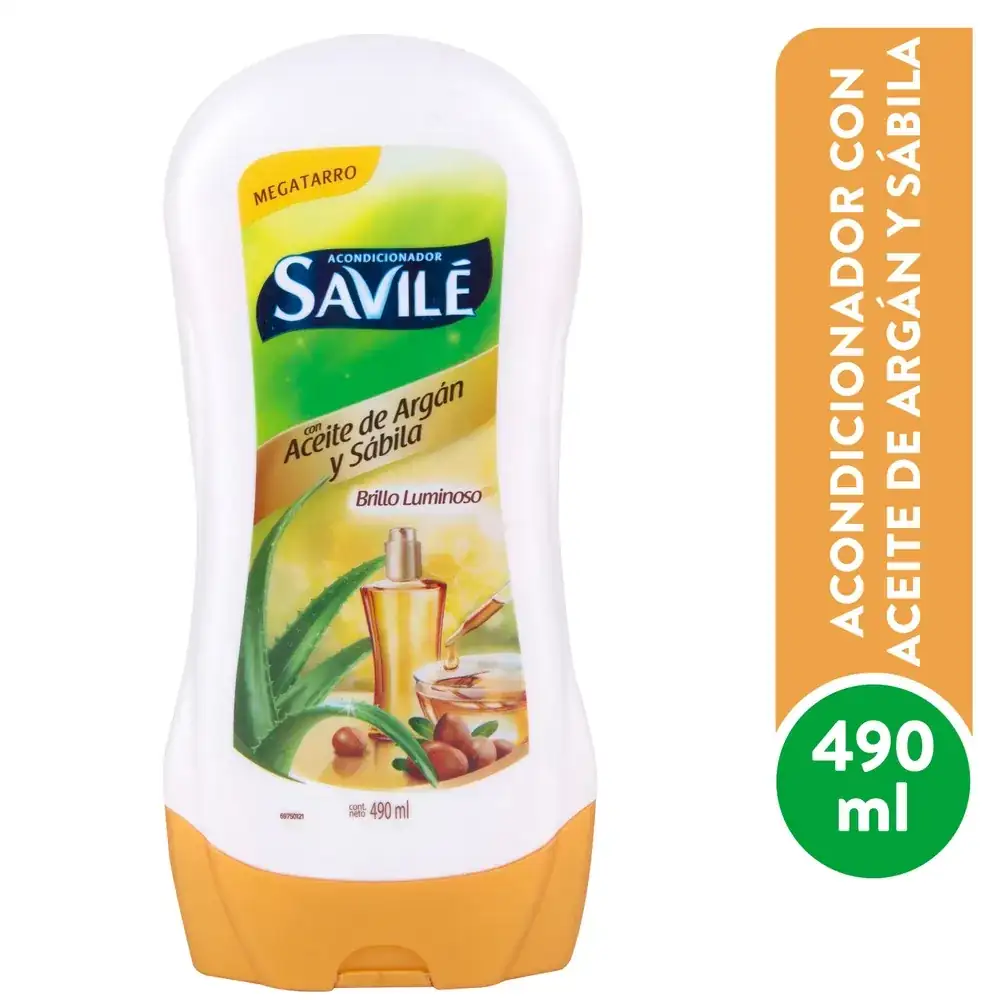 MEGATARRO
ACONDICIONADOR
SAVILÉ
con
Aceite de Argán
y Sábila
Brillo Luminoso
cont.
neto 490 ml
ACONDICIONADOR CON
ACEITE DE ARGÁN Y SÁBILA
490
ml